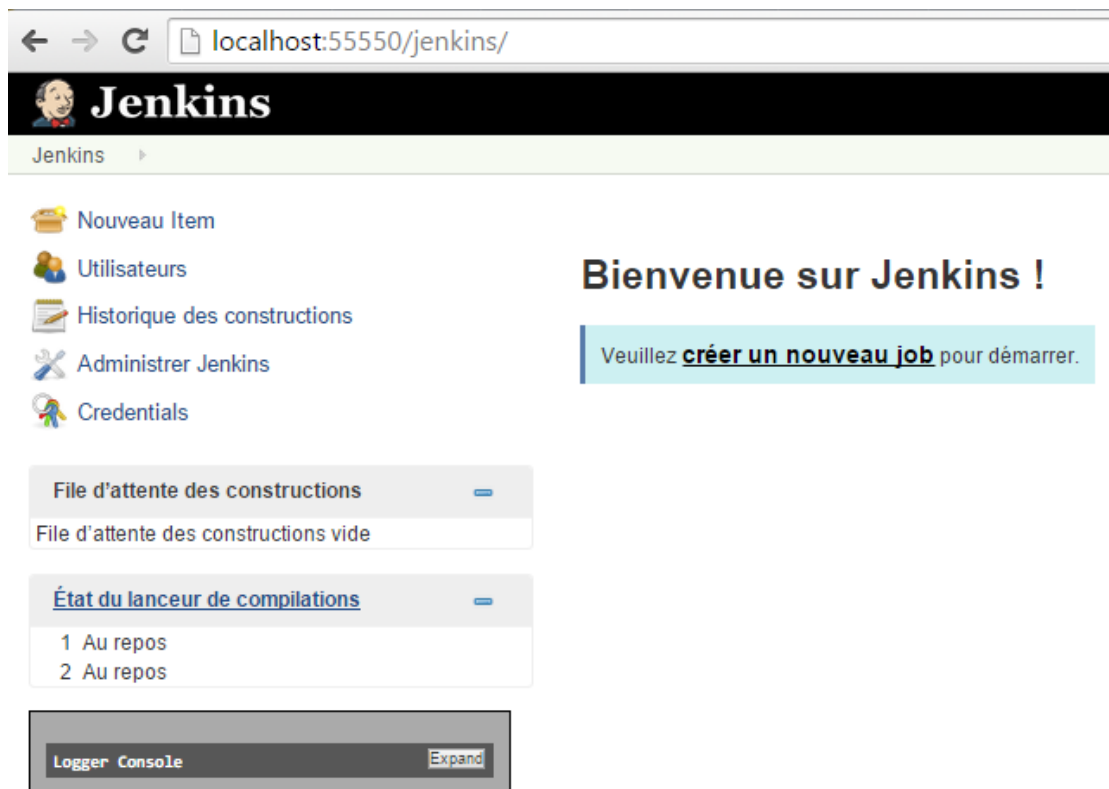 localhost:55550/jenkins/
Jenkins
Jenkins
Nouveau Item
Utilisateurs
Historique des constructions
Administrer Jenkins
Credentials
File d'attente des constructions
File d'attente des constructions vide
État du lanceur de compilations
1 Au repos
2 Au repos
Logger Console
Expand
Bienvenue sur Jenkins !
Veuillez créer un nouveau job pour démarrer.